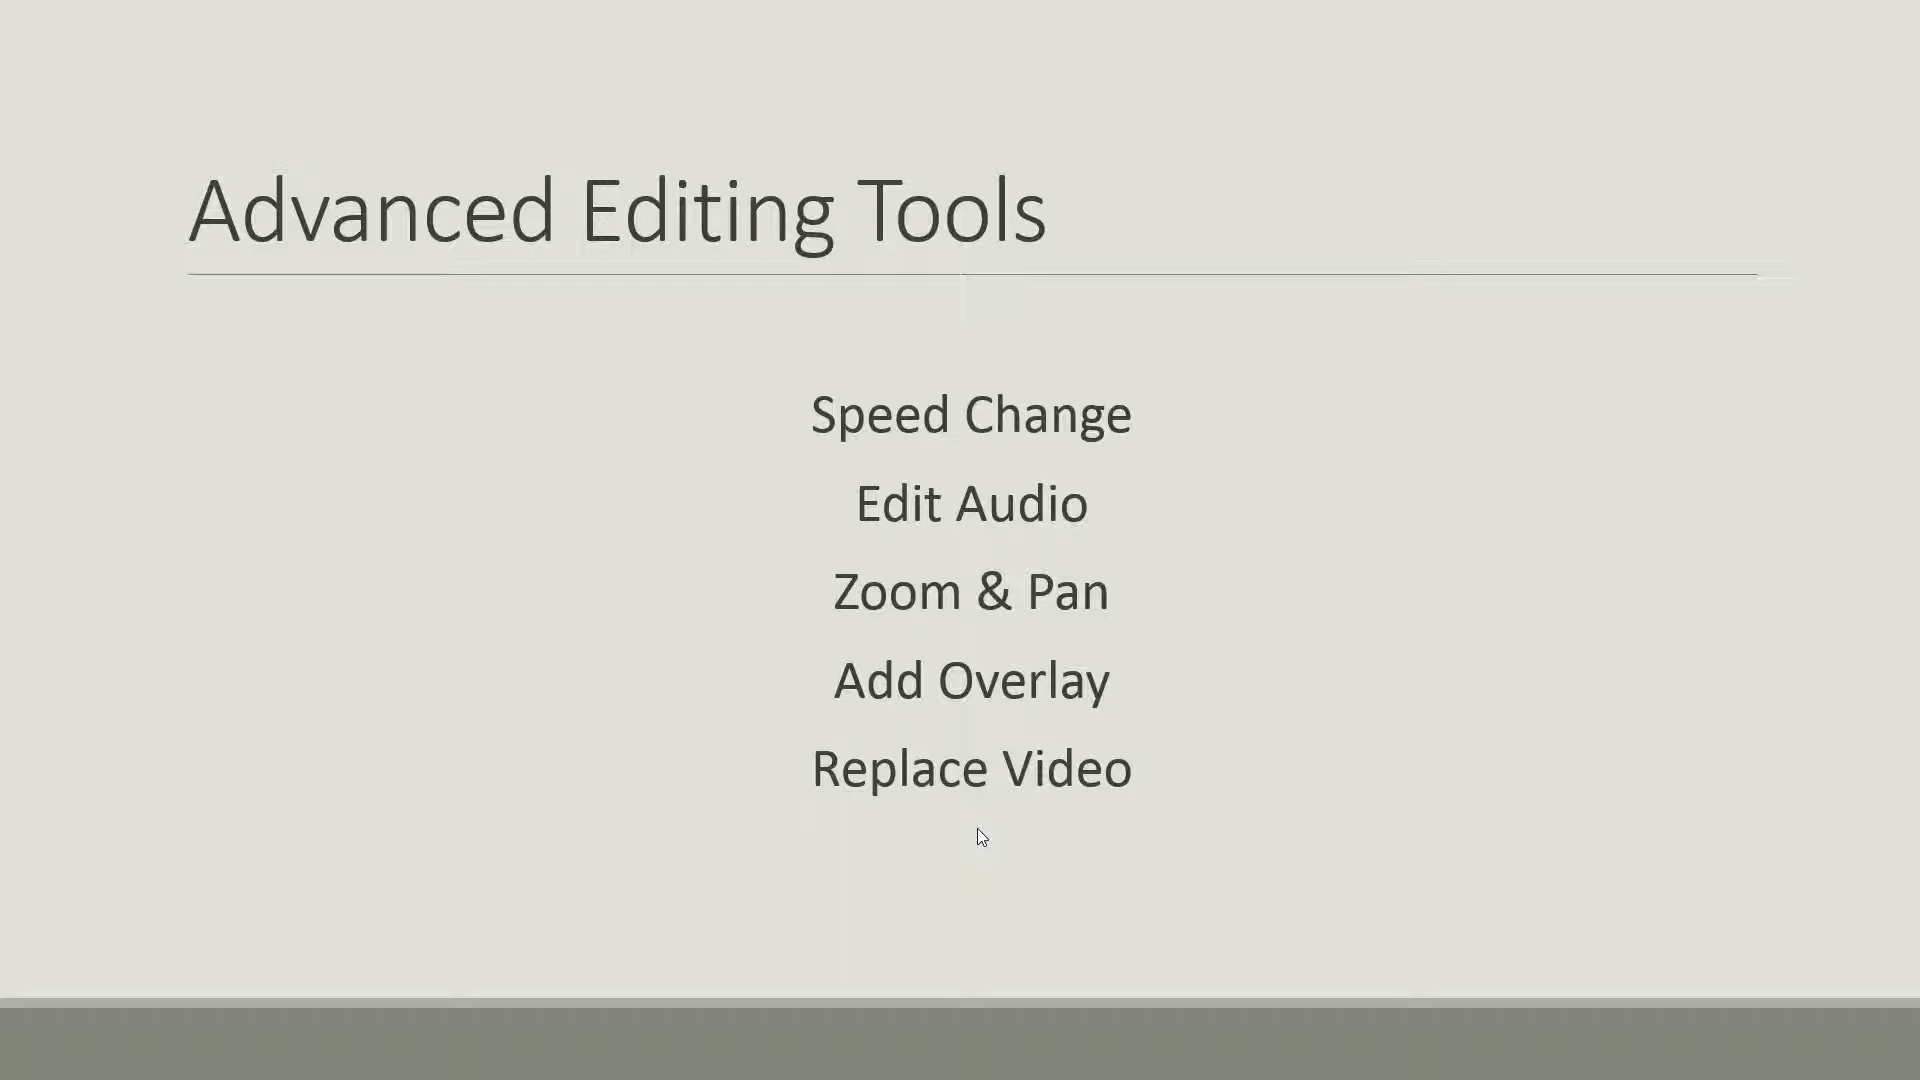 Advanced Editing Tools
Speed Change
Edit Audio
Zoom & Pan
Add Overlay
Replace Video